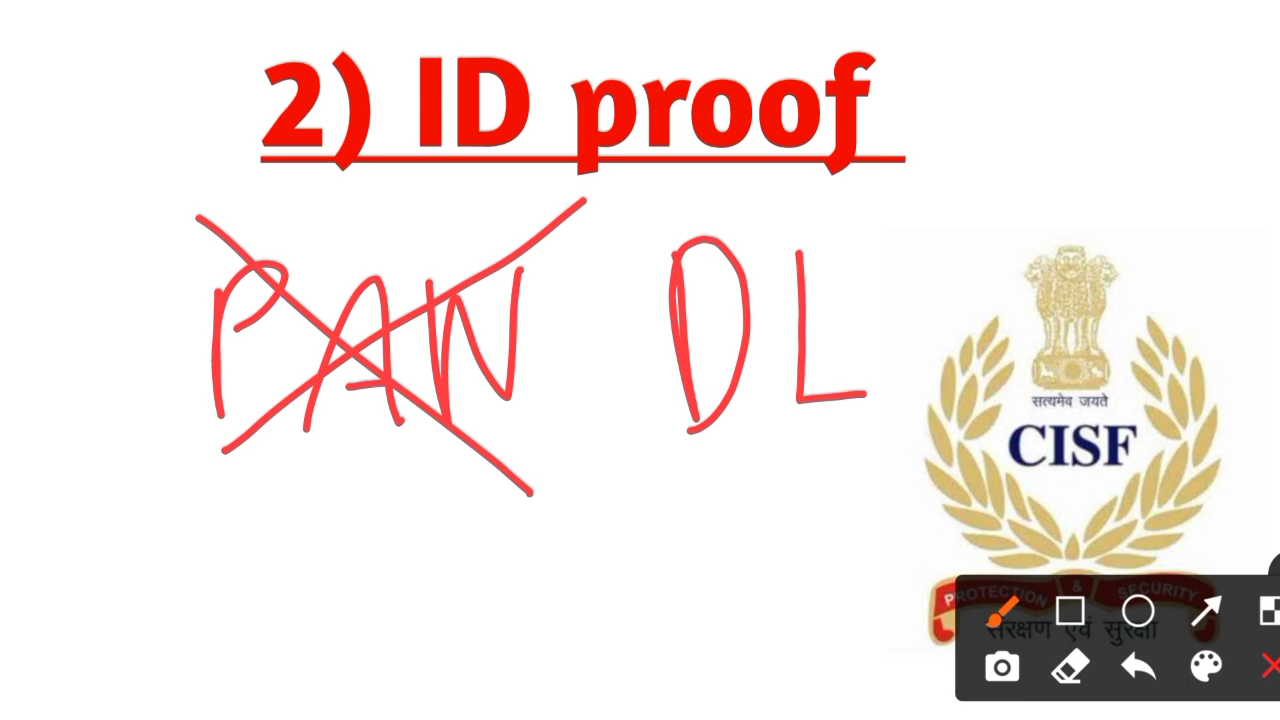 2) ID proof
PAN DL
सत्यमेव जयते
CISF
PROTECTION & SECURITY
संरक्षण एवं सुरक्षा